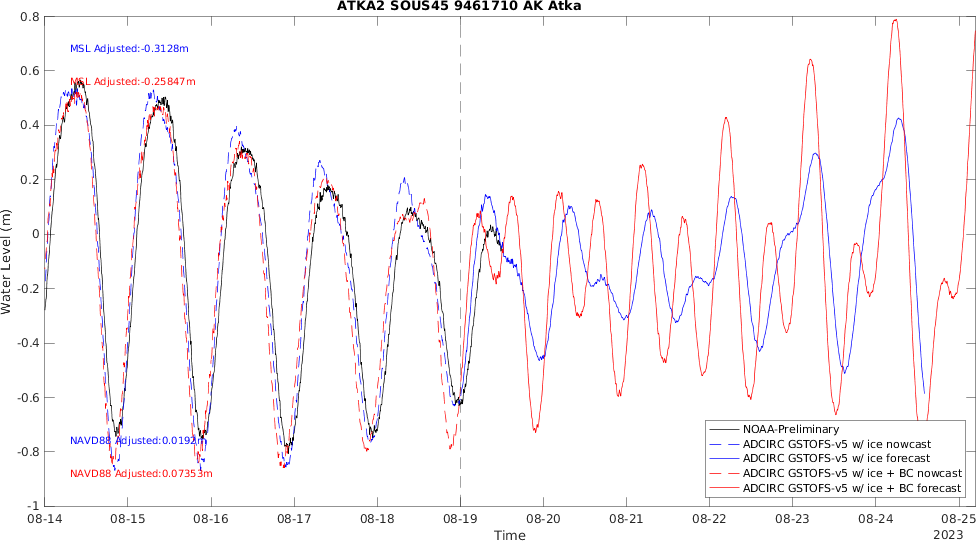 ATKA2 SOUS45 9461710 AK Atka
MSL Adjusted:-0.3128m
MSL Adjusted:-0.25847m
NAVD88 Adjusted:0.0192m
NAVD88 Adjusted:0.07353m
Water Level (m)
0.8
0.6
0.4
0.2
0
-0.2
-0.4
-0.6
-0.8
-1
NOAA-Preliminary
ADCIRC GSTOFS-v5 w/ ice nowcast
ADCIRC GSTOFS-v5 w/ ice forecast
ADCIRC GSTOFS-v5 w/ ice + BC nowcast
ADCIRC GSTOFS-v5 w/ ice + BC forecast
08-14 08-15 08-16 08-17 08-18 08-19 08-20 08-21 08-22 08-23 08-24 08-25
Time
2023